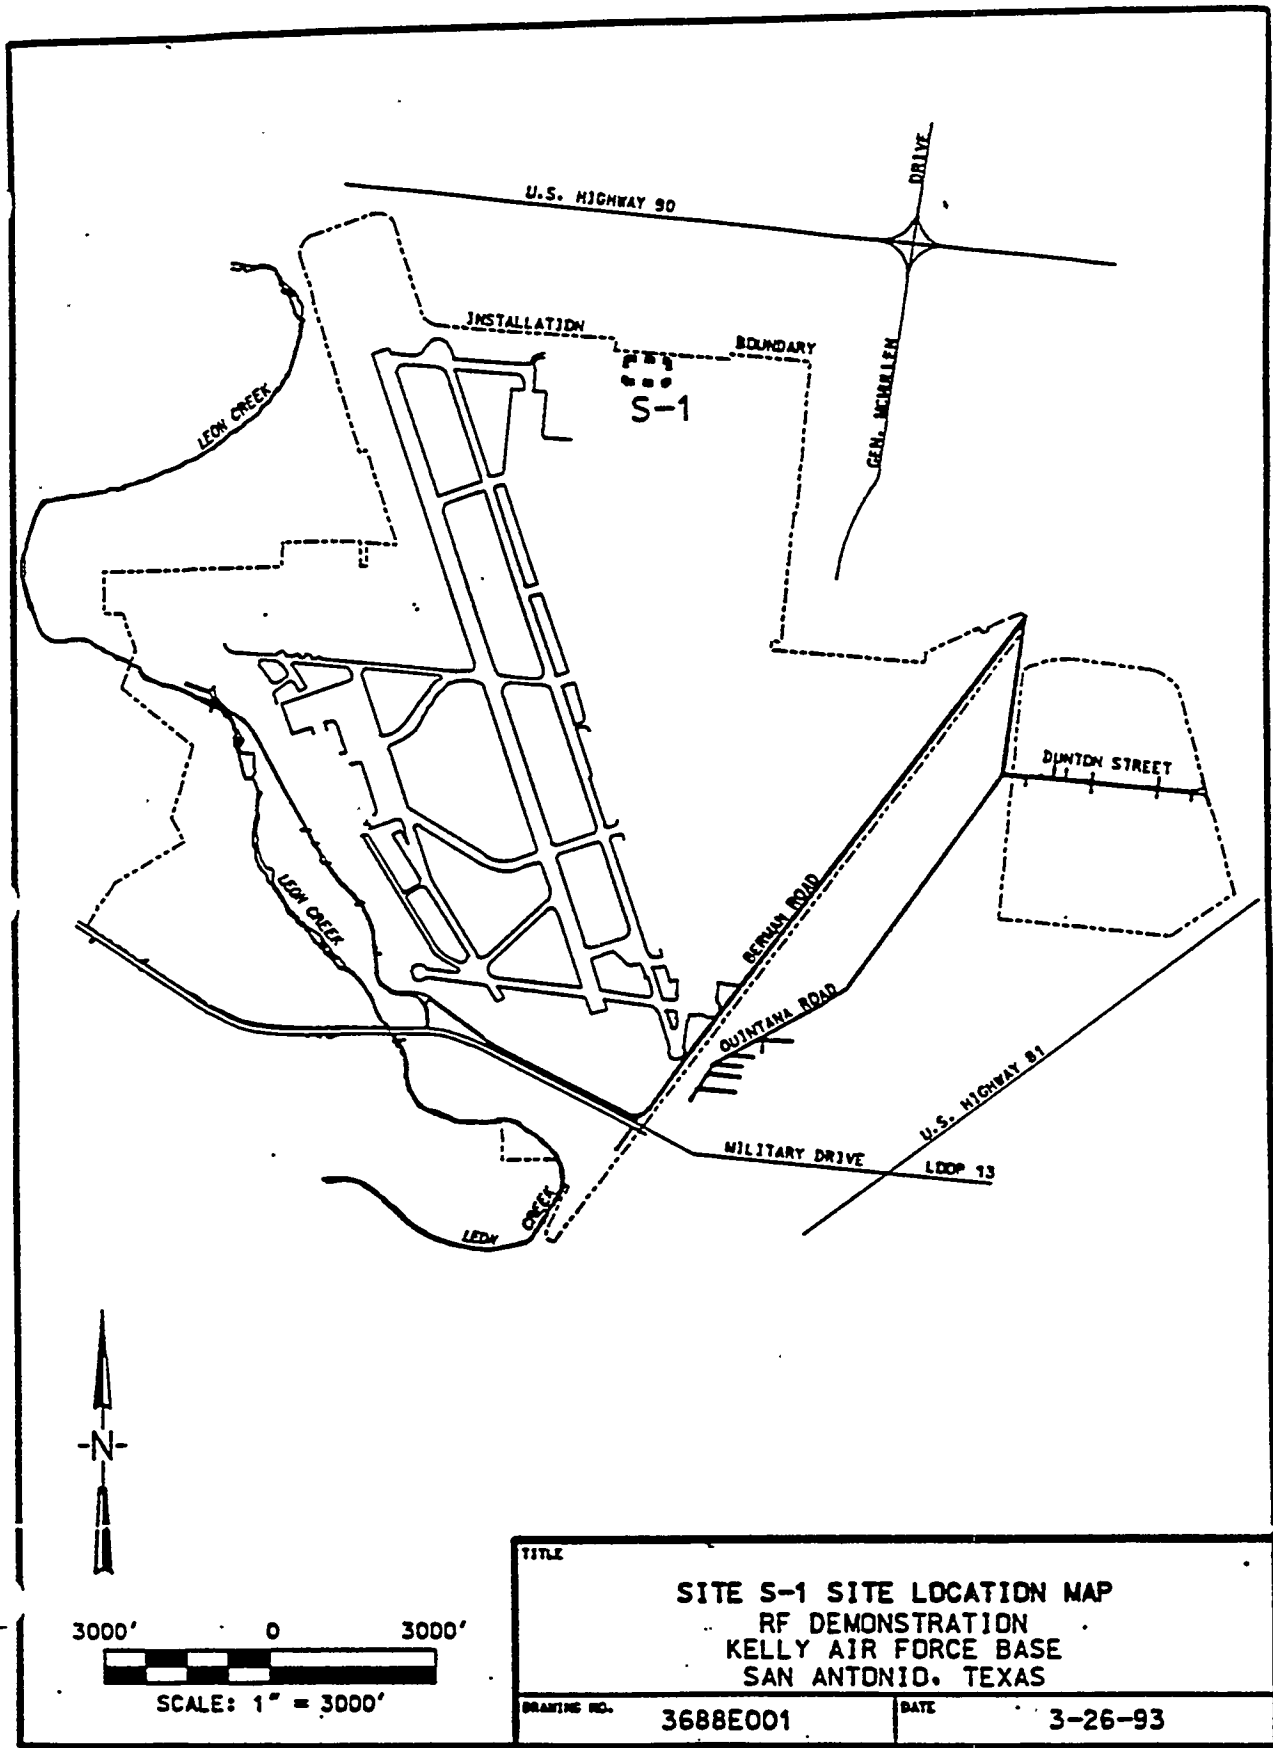 DRIVE
U.S. HIGHWAY 90
INSTALLATION
BOUNDARY
GEN. MCMULLEN
LEON CREEK
S-1
DUNTON STREET
LEON CREEK
BERMAN ROAD
QUINTANA ROAD
U.S. HIGHWAY 81
MILITARY DRIVE
LOOP 13
LEON
CREEK
-N-
3000' 0 3000'
SCALE: 1" = 3000'
TITLE
SITE S-1 SITE LOCATION MAP
RF DEMONSTRATION
KELLY AIR FORCE BASE
SAN ANTONIO, TEXAS
DRAWING NO.
3688E001
DATE
3-26-93